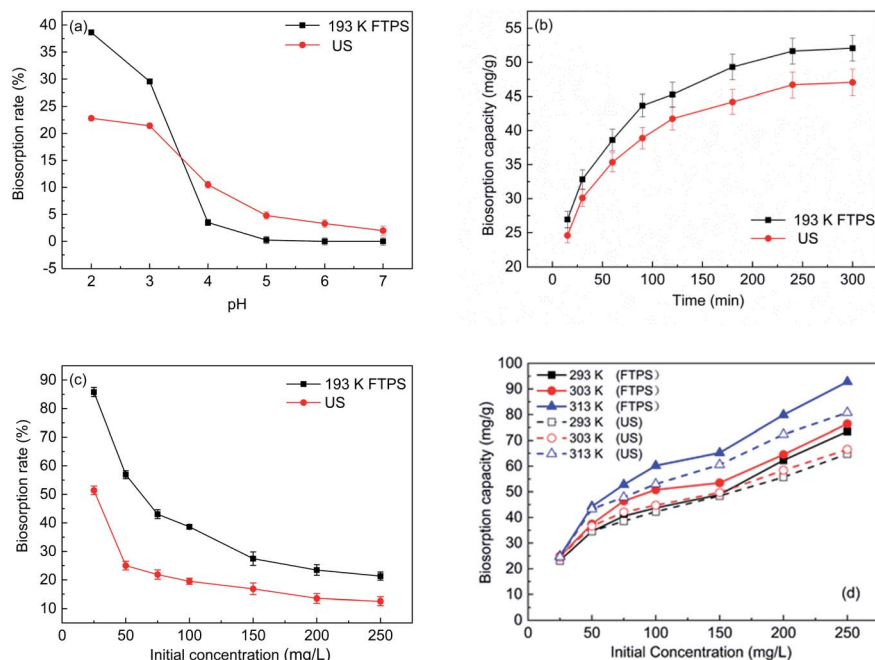 (a)
193 K FTPS
US
Biosorption rate (%)
45
40
35
30
25
20
15
10
5
0
-5
2 3 4 5 6 7
pH
(b)
193 K FTPS
US
Biosorption capacity (mg/g)
55
50
45
40
35
30
25
20
0 50 100 150 200 250 300
Time (min)
(c)
193 K FTPS
US
Biosorption rate (%)
90
80
70
60
50
40
30
20
10
0 50 100 150 200 250
Initial concentration (mg/L)
293 K (FTPS)
303 K (FTPS)
313 K (FTPS)
293 K (US)
303 K (US)
313 K (US)
(d)
Biosorption capacity (mg/g)
100
90
80
70
60
50
40
30
20
10
0
0 50 100 150 200 250
Initial Concentration (mg/L)